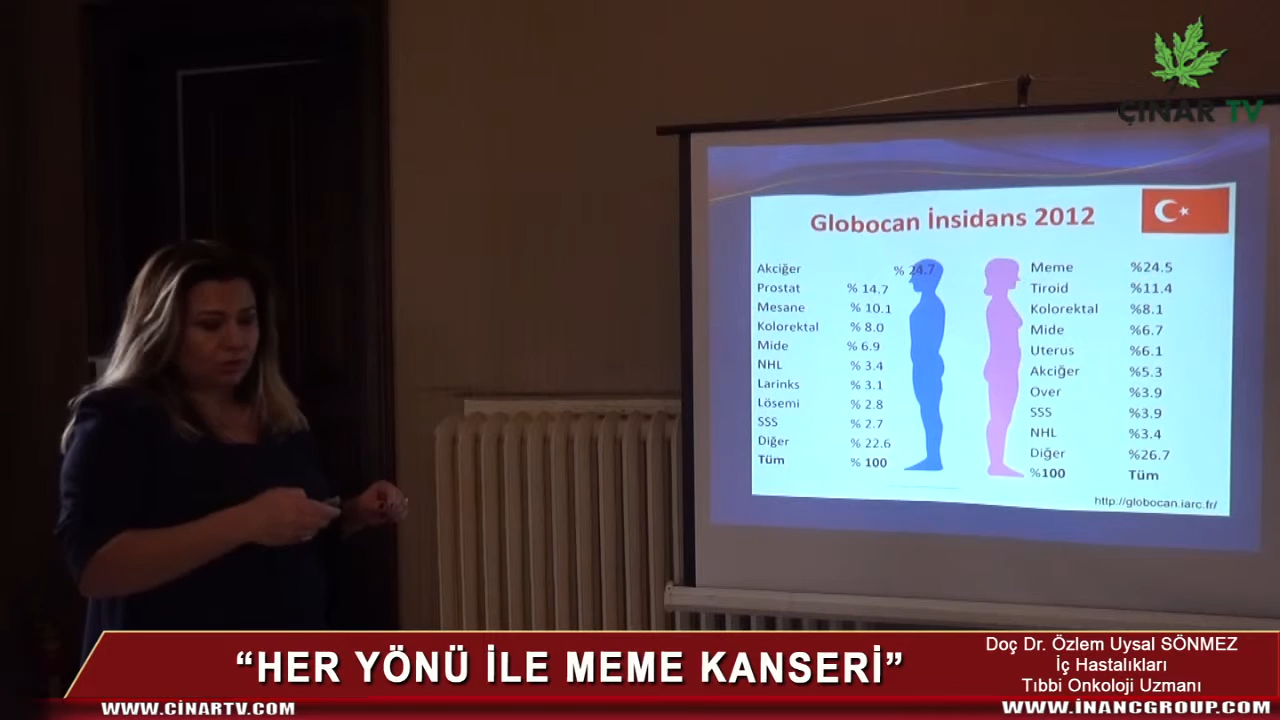 ÇINAR TV
Globocan İnsidans 2012
Akciğer % 24.7
Prostat % 14.7
Mesane % 10.1
Kolorektal % 8.0
Mide % 6.9
NHL % 3.4
Larinks % 3.1
Lösemi % 2.8
SSS % 2.7
Diğer % 22.6
Tüm % 100
Meme %24.5
Tiroid %11.4
Kolorektal %8.1
Mide %6.7
Uterus %6.1
Akciğer %5.3
Over %3.9
SSS %3.9
NHL %3.4
Diğer %26.7
%100 Tüm
http://globocan.iarc.fr/
“HER YÖNÜ İLE MEME KANSERİ”
Doç Dr. Özlem Uysal SÖNMEZ
İç Hastalıkları
Tıbbi Onkoloji Uzmanı
WWW.CİNARTV.COM
WWW.İNANCGROUP.COM